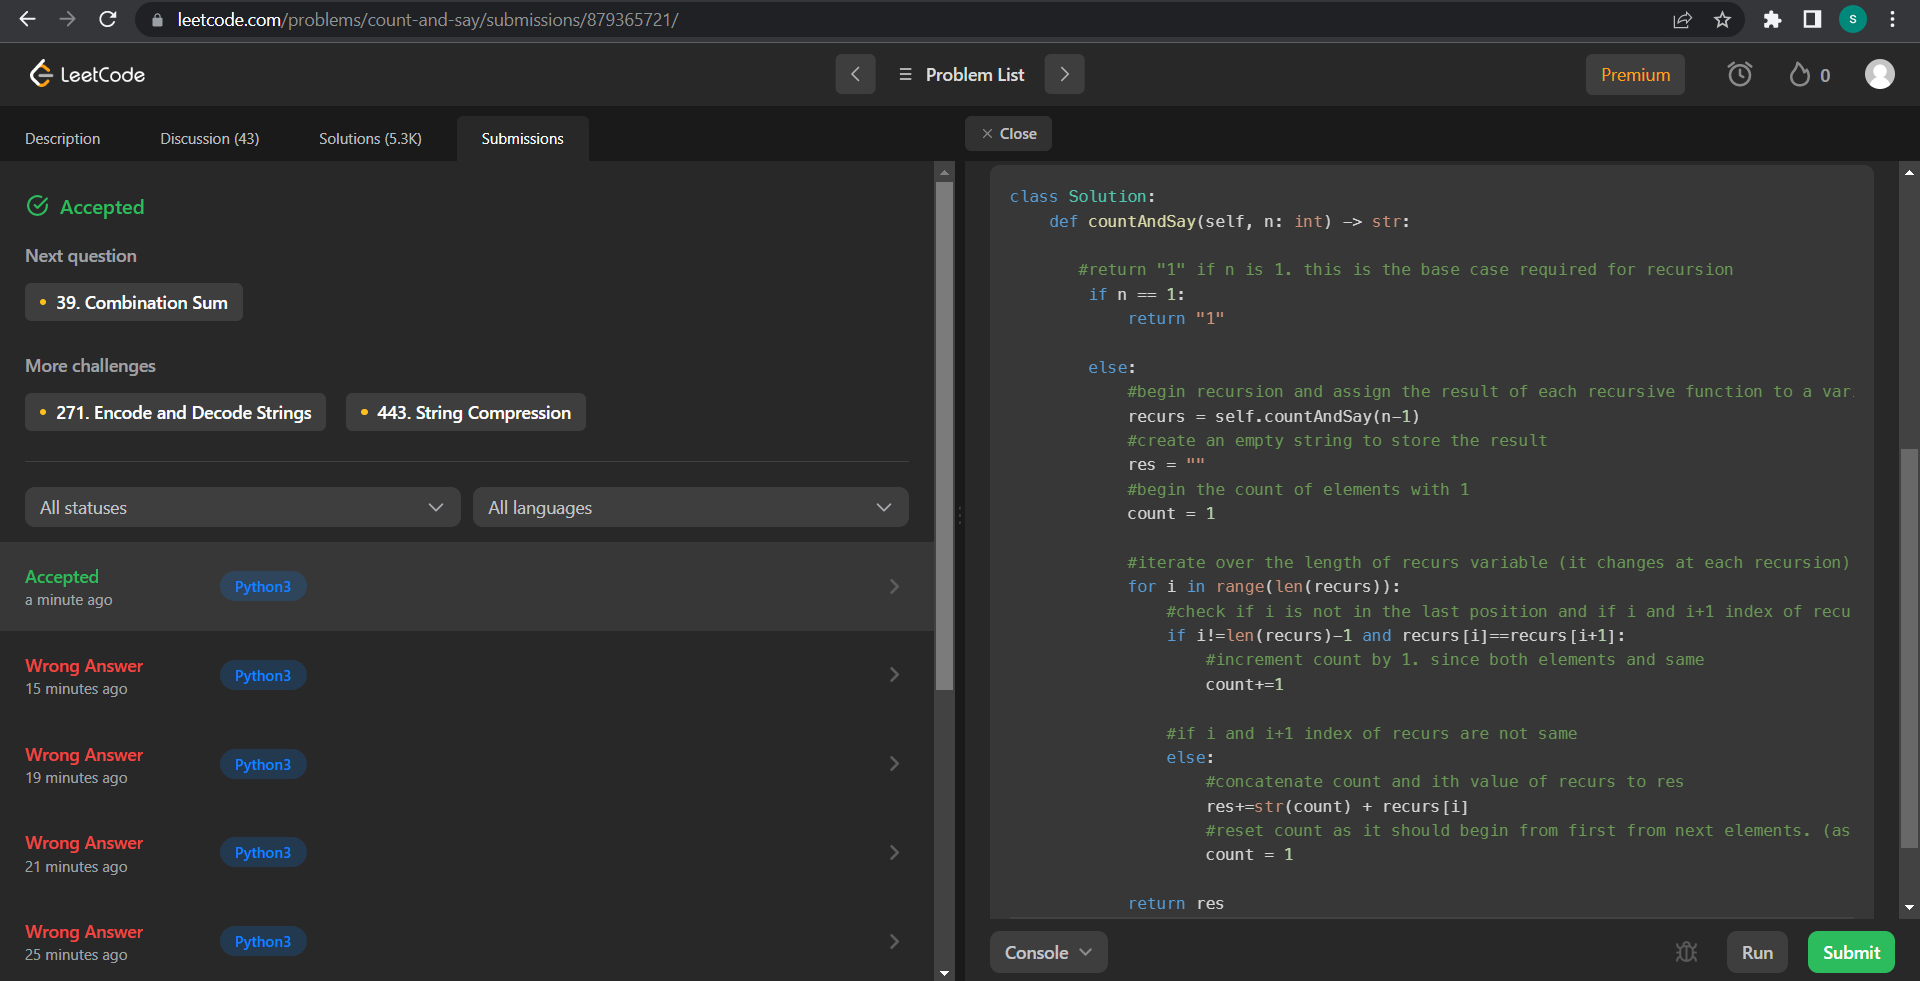 leetcode.com/problems/count-and-say/submissions/879365721/
S
LeetCode
Problem List
Premium
0
Description
Discussion (43)
Solutions (5.3K)
Submissions
Close
Accepted
Next question
39. Combination Sum
More challenges
271. Encode and Decode Strings
443. String Compression
All statuses
All languages
Accepted
a minute ago
Python3
Wrong Answer
15 minutes ago
Python3
Wrong Answer
19 minutes ago
Python3
Wrong Answer
21 minutes ago
Python3
Wrong Answer
25 minutes ago
Python3
class Solution:
def countAndSay(self, n: int) -> str:
#return "1" if n is 1. this is the base case required for recursion
if n == 1:
return "1"
else:
#begin recursion and assign the result of each recursive function to a var
recurs = self.countAndSay(n-1)
#create an empty string to store the result
res = ""
#begin the count of elements with 1
count = 1
#iterate over the length of recurs variable (it changes at each recursion)
for i in range(len(recurs)):
#check if i is not in the last position and if i and i+1 index of recu
if i!=len(recurs)-1 and recurs[i]==recurs[i+1]:
#increment count by 1. since both elements and same
count+=1
#if i and i+1 index of recurs are not same
else:
#concatenate count and ith value of recurs to res
res+=str(count) + recurs[i]
#reset count as it should begin from first from next elements. (as
count = 1
return res
Console
Run
Submit